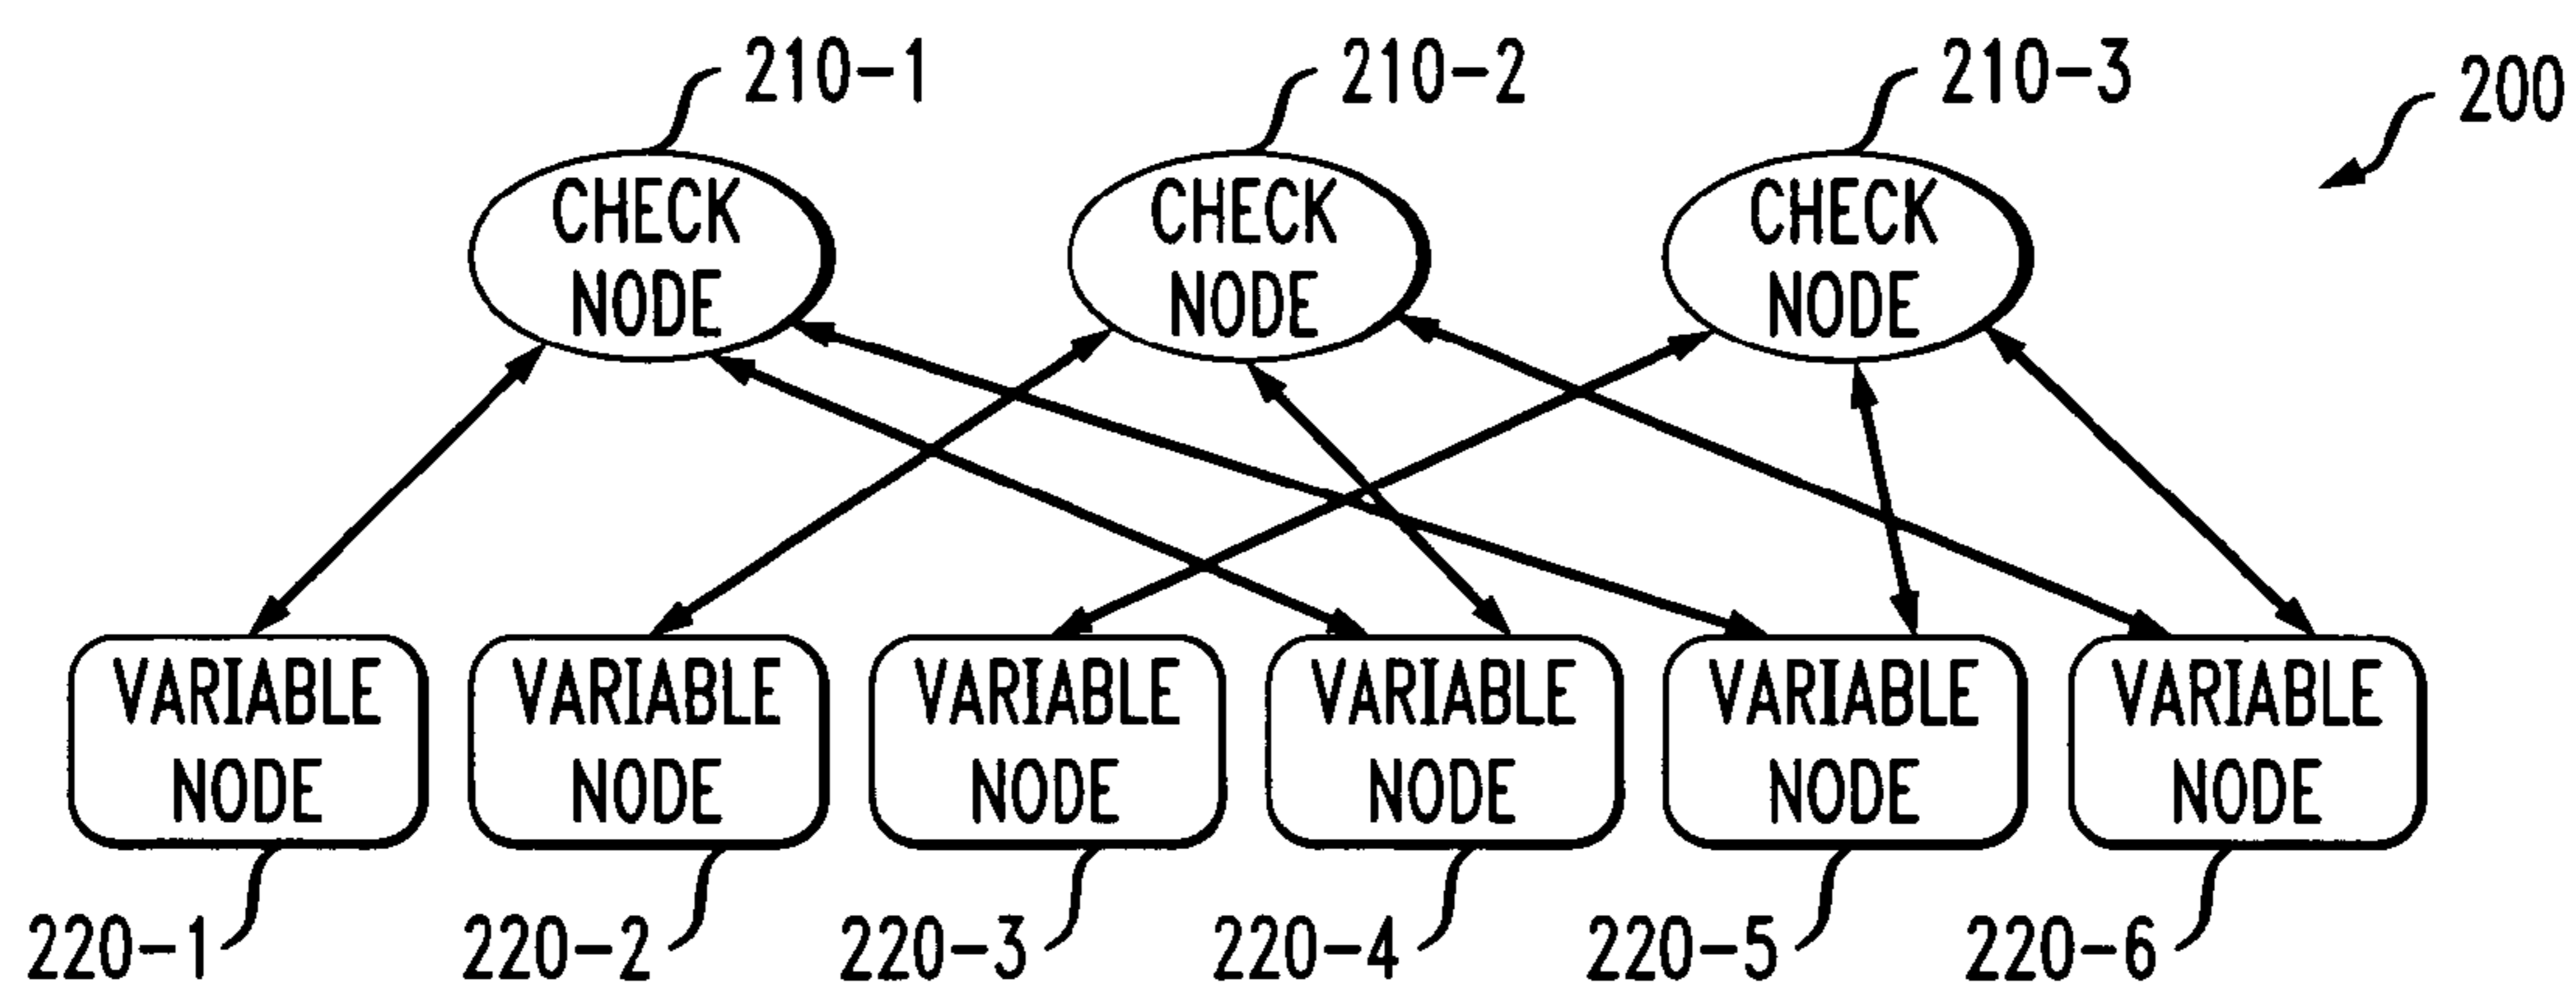 210-1
210-2
210-3
200
CHECK
NODE
CHECK
NODE
CHECK
NODE
VARIABLE
NODE
VARIABLE
NODE
VARIABLE
NODE
VARIABLE
NODE
VARIABLE
NODE
VARIABLE
NODE
220-1
220-2
220-3
220-4
220-5
220-6